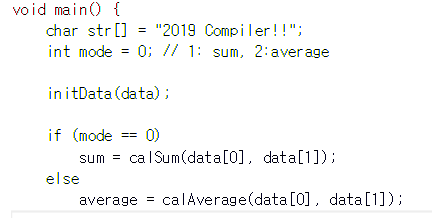 void main() {
char str[] = "2019 Compiler!!";
int mode = 0; // 1: sum, 2:average
initData(data);
if (mode == 0)
sum = calSum(data[0], data[1]);
else
average = calAverage(data[0], data[1]);